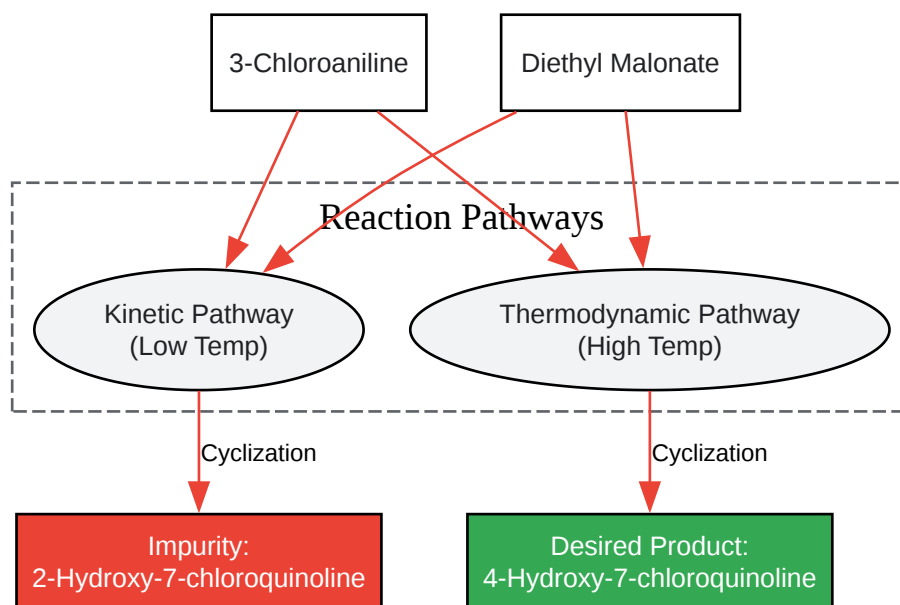 3-Chloroaniline
Diethyl Malonate
Reaction Pathways
Kinetic Pathway
(Low Temp)
Thermodynamic Pathway
(High Temp)
Cyclization
Cyclization
Impurity:
2-Hydroxy-7-chloroquinoline
Desired Product:
4-Hydroxy-7-chloroquinoline